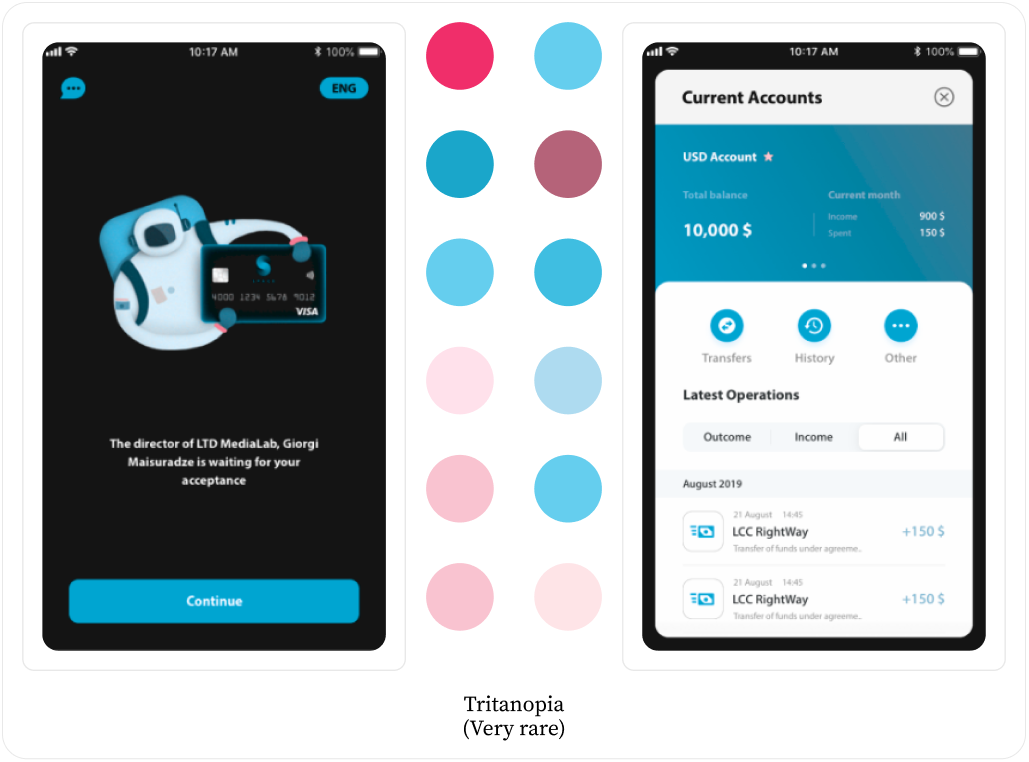 10:17 AM
100%
ENG
4000 1234 5678 9012
VISA
The director of LTD MediaLab, Giorgi
Maisuradze is waiting for your
acceptance
Continue
10:17 AM
100%
Current Accounts
USD Account
Total balance
Current month
10,000 $
Income 900 $
Spent 150 $
Transfers History Other
Latest Operations
Outcome Income All
August 2019
21 August 14:45
LCC RightWay +150 $
Transfer of funds under agreeme..
21 August 14:45
LCC RightWay +150 $
Transfer of funds under agreeme..
Tritanopia
(Very rare)